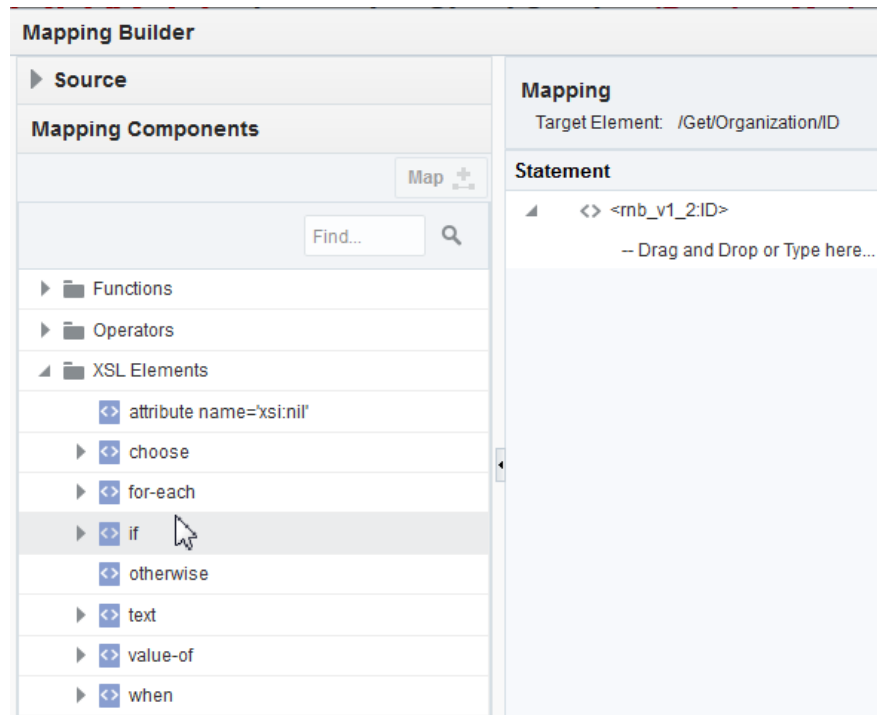 Mapping Builder
Source
Mapping Components
Map
Find...
Functions
Operators
XSL Elements
attribute name='xsi:nil'
choose
for-each
if
otherwise
text
value-of
when
Mapping
Target Element: /Get/Organization/ID
Statement
<> <rnb_v1_2:ID>
-- Drag and Drop or Type here...